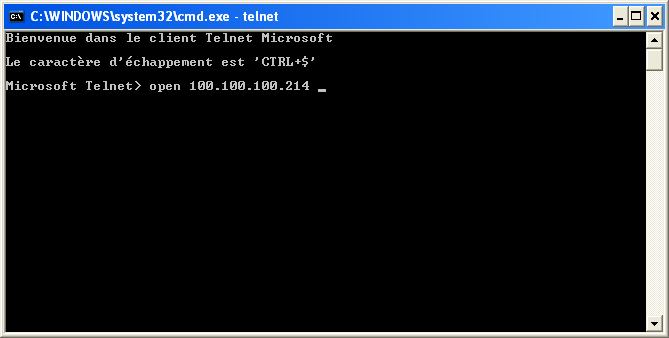 C:\WINDOWS\system32\cmd.exe - telnet
Bienvenue dans le client Telnet Microsoft
Le caractère d'échappement est 'CTRL+$'
Microsoft Telnet> open 100.100.100.214 _